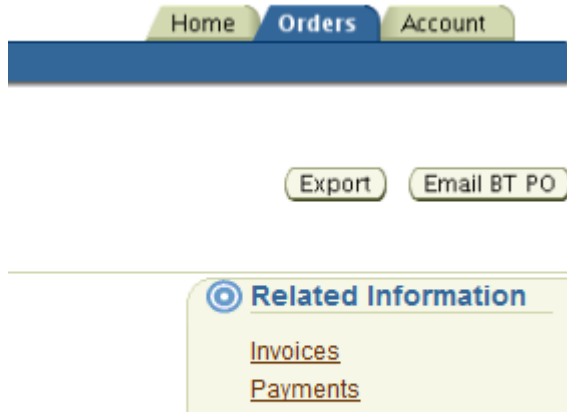 Home Orders Account
Export Email BT PO
Related Information
Invoices
Payments